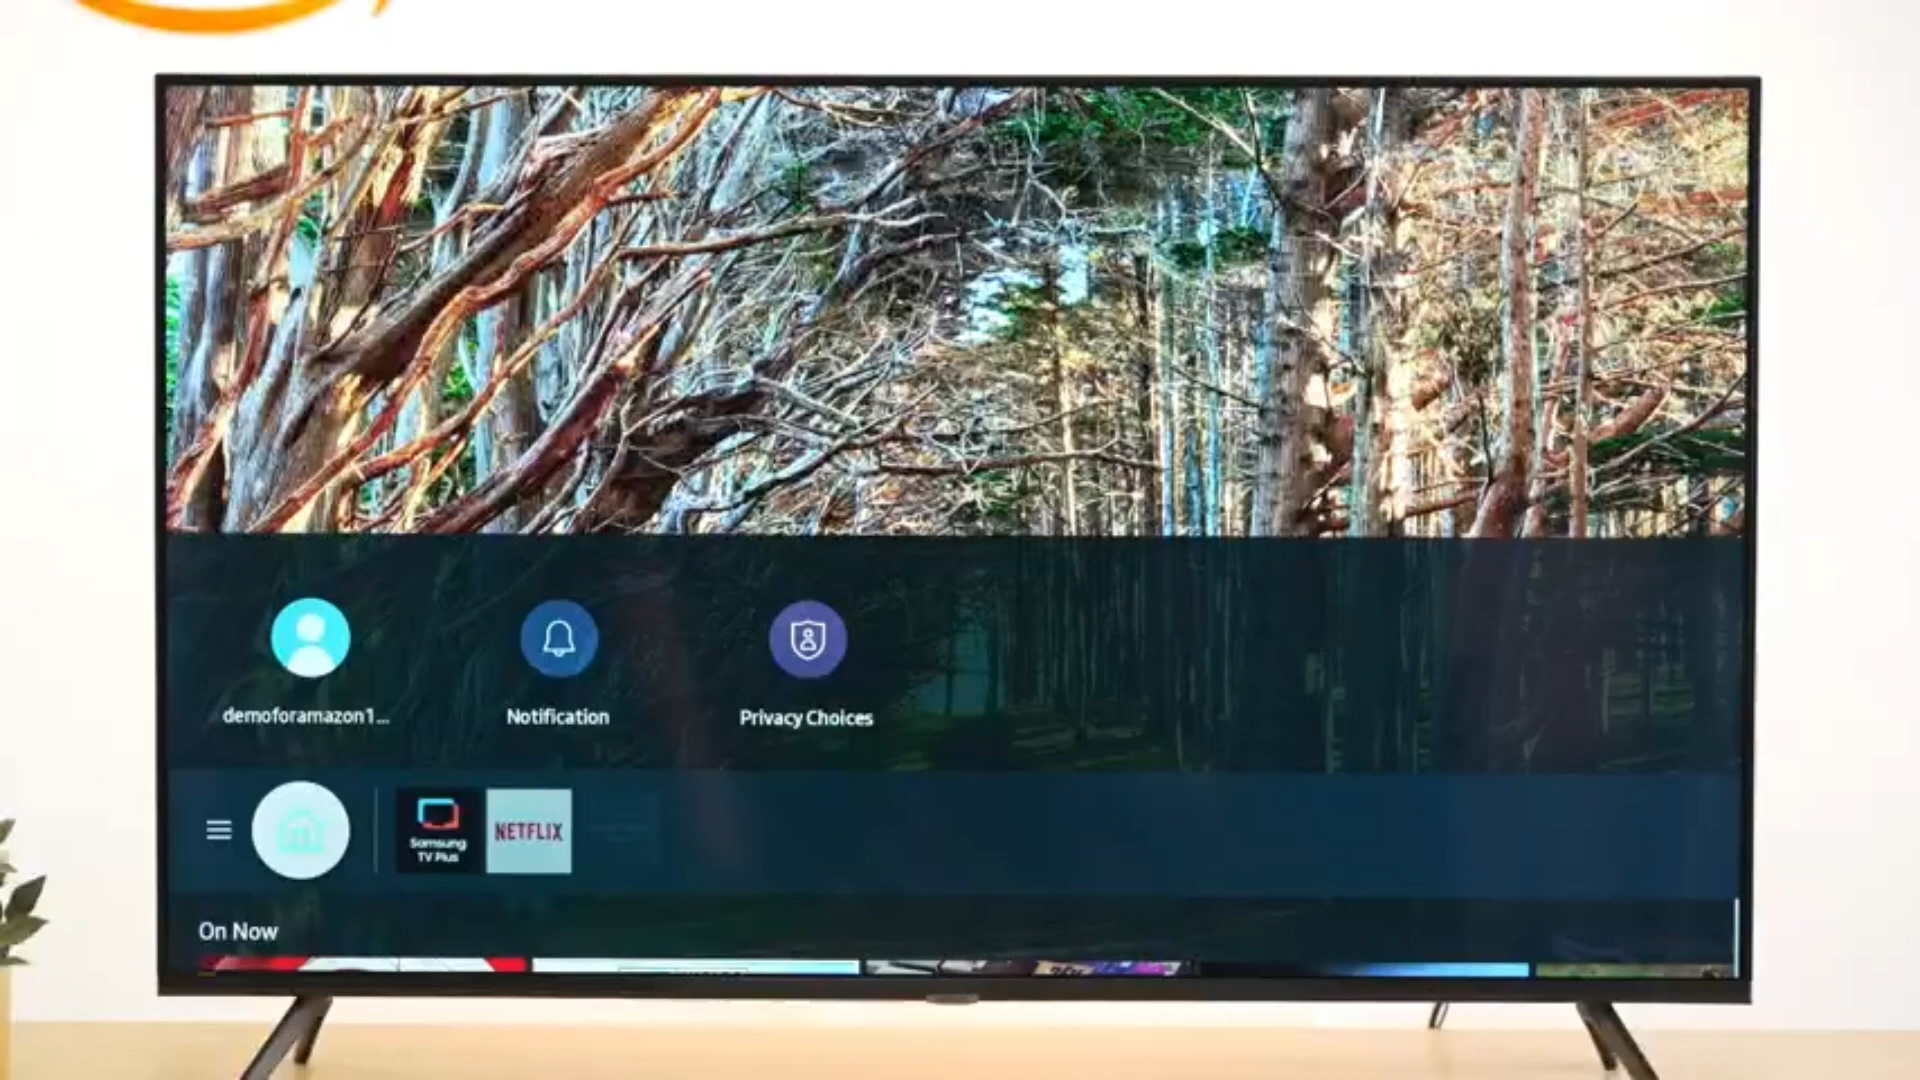 demoforamazon1...
Notification
Privacy Choices
Samsung
TV Plus
NETFLIX
On Now